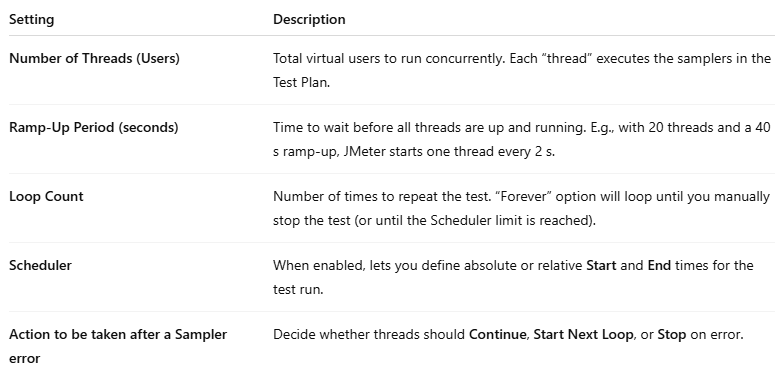 Setting Description
Number of Threads (Users) Total virtual users to run concurrently. Each “thread” executes the samplers in the
Test Plan.
Ramp-Up Period (seconds) Time to wait before all threads are up and running. E.g., with 20 threads and a 40
s ramp-up, JMeter starts one thread every 2 s.
Loop Count Number of times to repeat the test. “Forever” option will loop until you manually
stop the test (or until the Scheduler limit is reached).
Scheduler When enabled, lets you define absolute or relative Start and End times for the
test run.
Action to be taken after a Sampler Decide whether threads should Continue, Start Next Loop, or Stop on error.
error